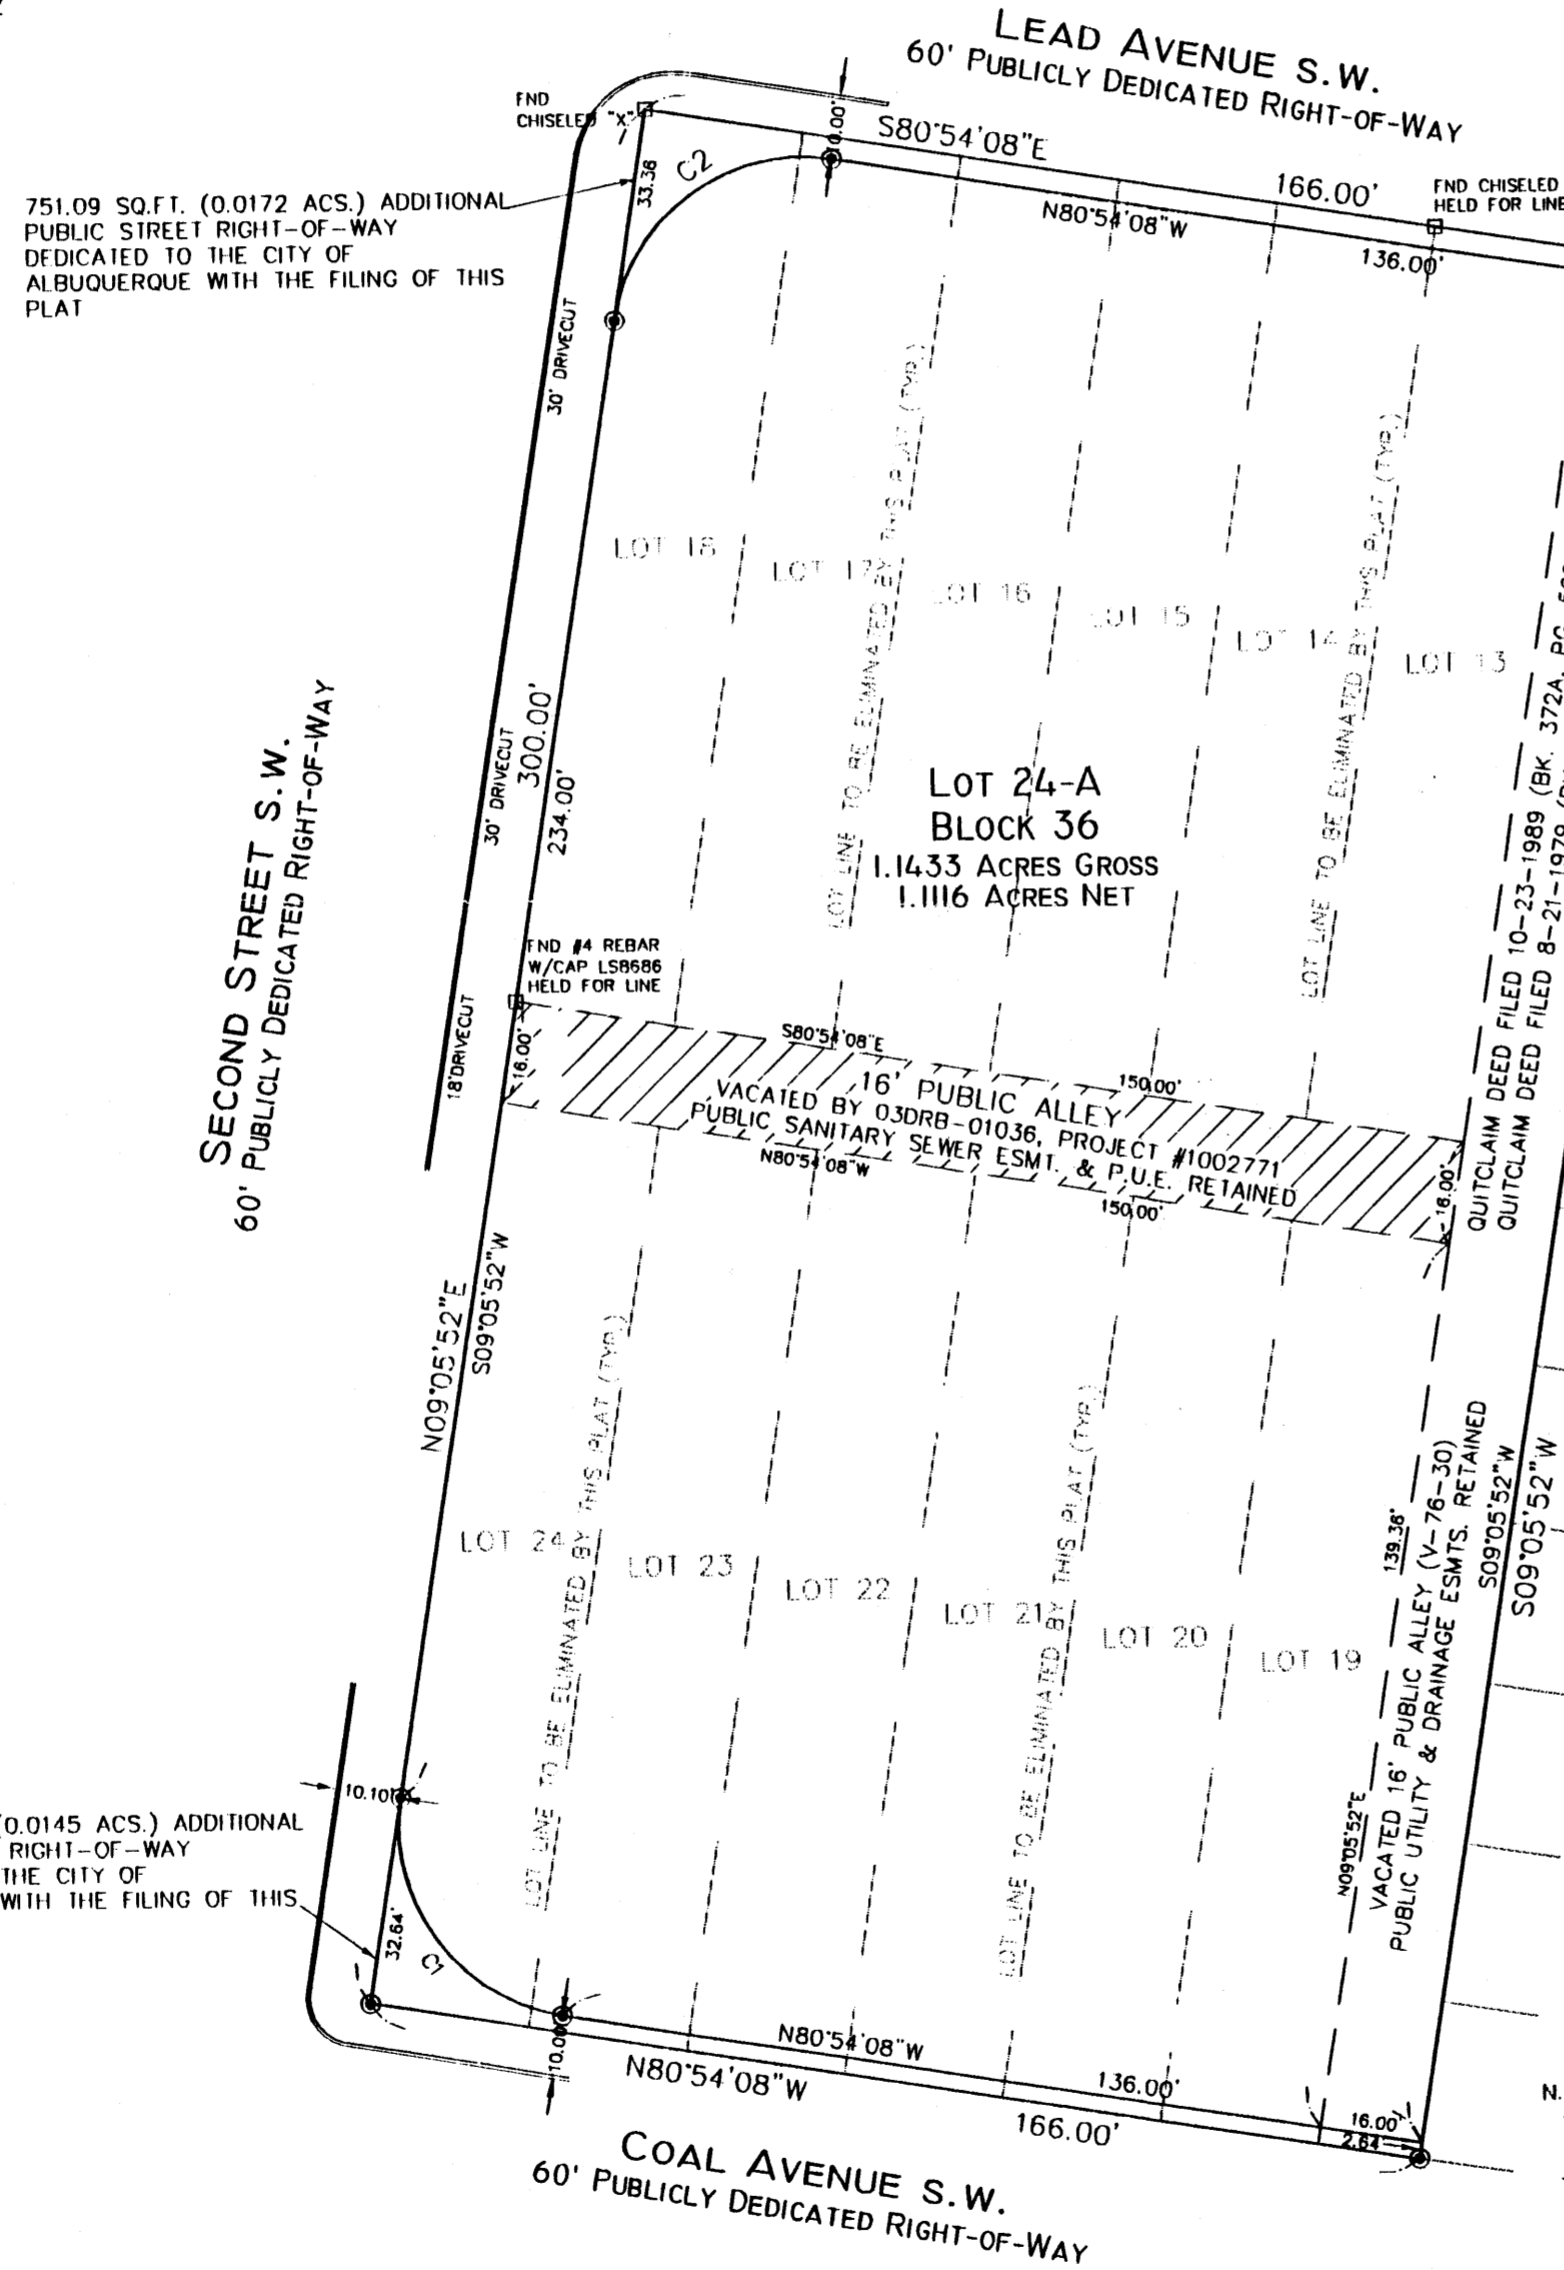 LEAD AVENUE S.W.
60' PUBLICLY DEDICATED RIGHT-OF-WAY
FND
CHISELED "X"
S80°54'08"E
166.00'
FND CHISELED
HELD FOR LINE
N80°54'08"W
136.00'
33.36
C2
751.09 SQ.FT. (0.0172 ACS.) ADDITIONAL
PUBLIC STREET RIGHT-OF-WAY
DEDICATED TO THE CITY OF
ALBUQUERQUE WITH THE FILING OF THIS
PLAT
30' DRIVECUT
LOT LINE TO BE ELIMINATED BY THIS PLAT (TYP.)
LOT LINE TO BE ELIMINATED BY THIS PLAT (TYP.)
LOT 18
LOT 17
LOT 16
LOT 15
LOT 14
LOT 13
SECOND STREET S.W.
60' PUBLICLY DEDICATED RIGHT-OF-WAY
30' DRIVECUT
300.00'
234.00'
LOT 24-A
BLOCK 36
1.1433 ACRES GROSS
1.1116 ACRES NET
QUITCLAIM DEED FILED 10-23-1989 (BK. 372A, PG.
QUITCLAIM DEED FILED 8-21-1979
FND #4 REBAR
W/CAP LS8686
HELD FOR LINE
18'DRIVECUT
16.00'
S80°54'08"E
150.00'
16' PUBLIC ALLEY
VACATED BY 03DRB-01036, PROJECT #1002771
PUBLIC SANITARY SEWER ESMT. & P.U.E. RETAINED
N80°54'08"W
150.00'
16.00'
N09°05'52"E
S09°05'52"W
LOT LINE TO BE ELIMINATED BY THIS PLAT (TYP.)
LOT LINE TO BE ELIMINATED BY THIS PLAT (TYP.)
LOT 24
LOT 23
LOT 22
LOT 21
LOT 20
LOT 19
139.36'
N09°05'52"E
VACATED 16' PUBLIC ALLEY (V-76-30)
PUBLIC UTILITY & DRAINAGE ESMTS. RETAINED
S09°05'52"W
S09°05'52"W
10.10'
(0.0145 ACS.) ADDITIONAL
RIGHT-OF-WAY
THE CITY OF
WITH THE FILING OF THIS
32.64'
C1
10.00'
N80°54'08"W
N80°54'08"W
136.00'
166.00'
16.00'
2.64'
N.
COAL AVENUE S.W.
60' PUBLICLY DEDICATED RIGHT-OF-WAY